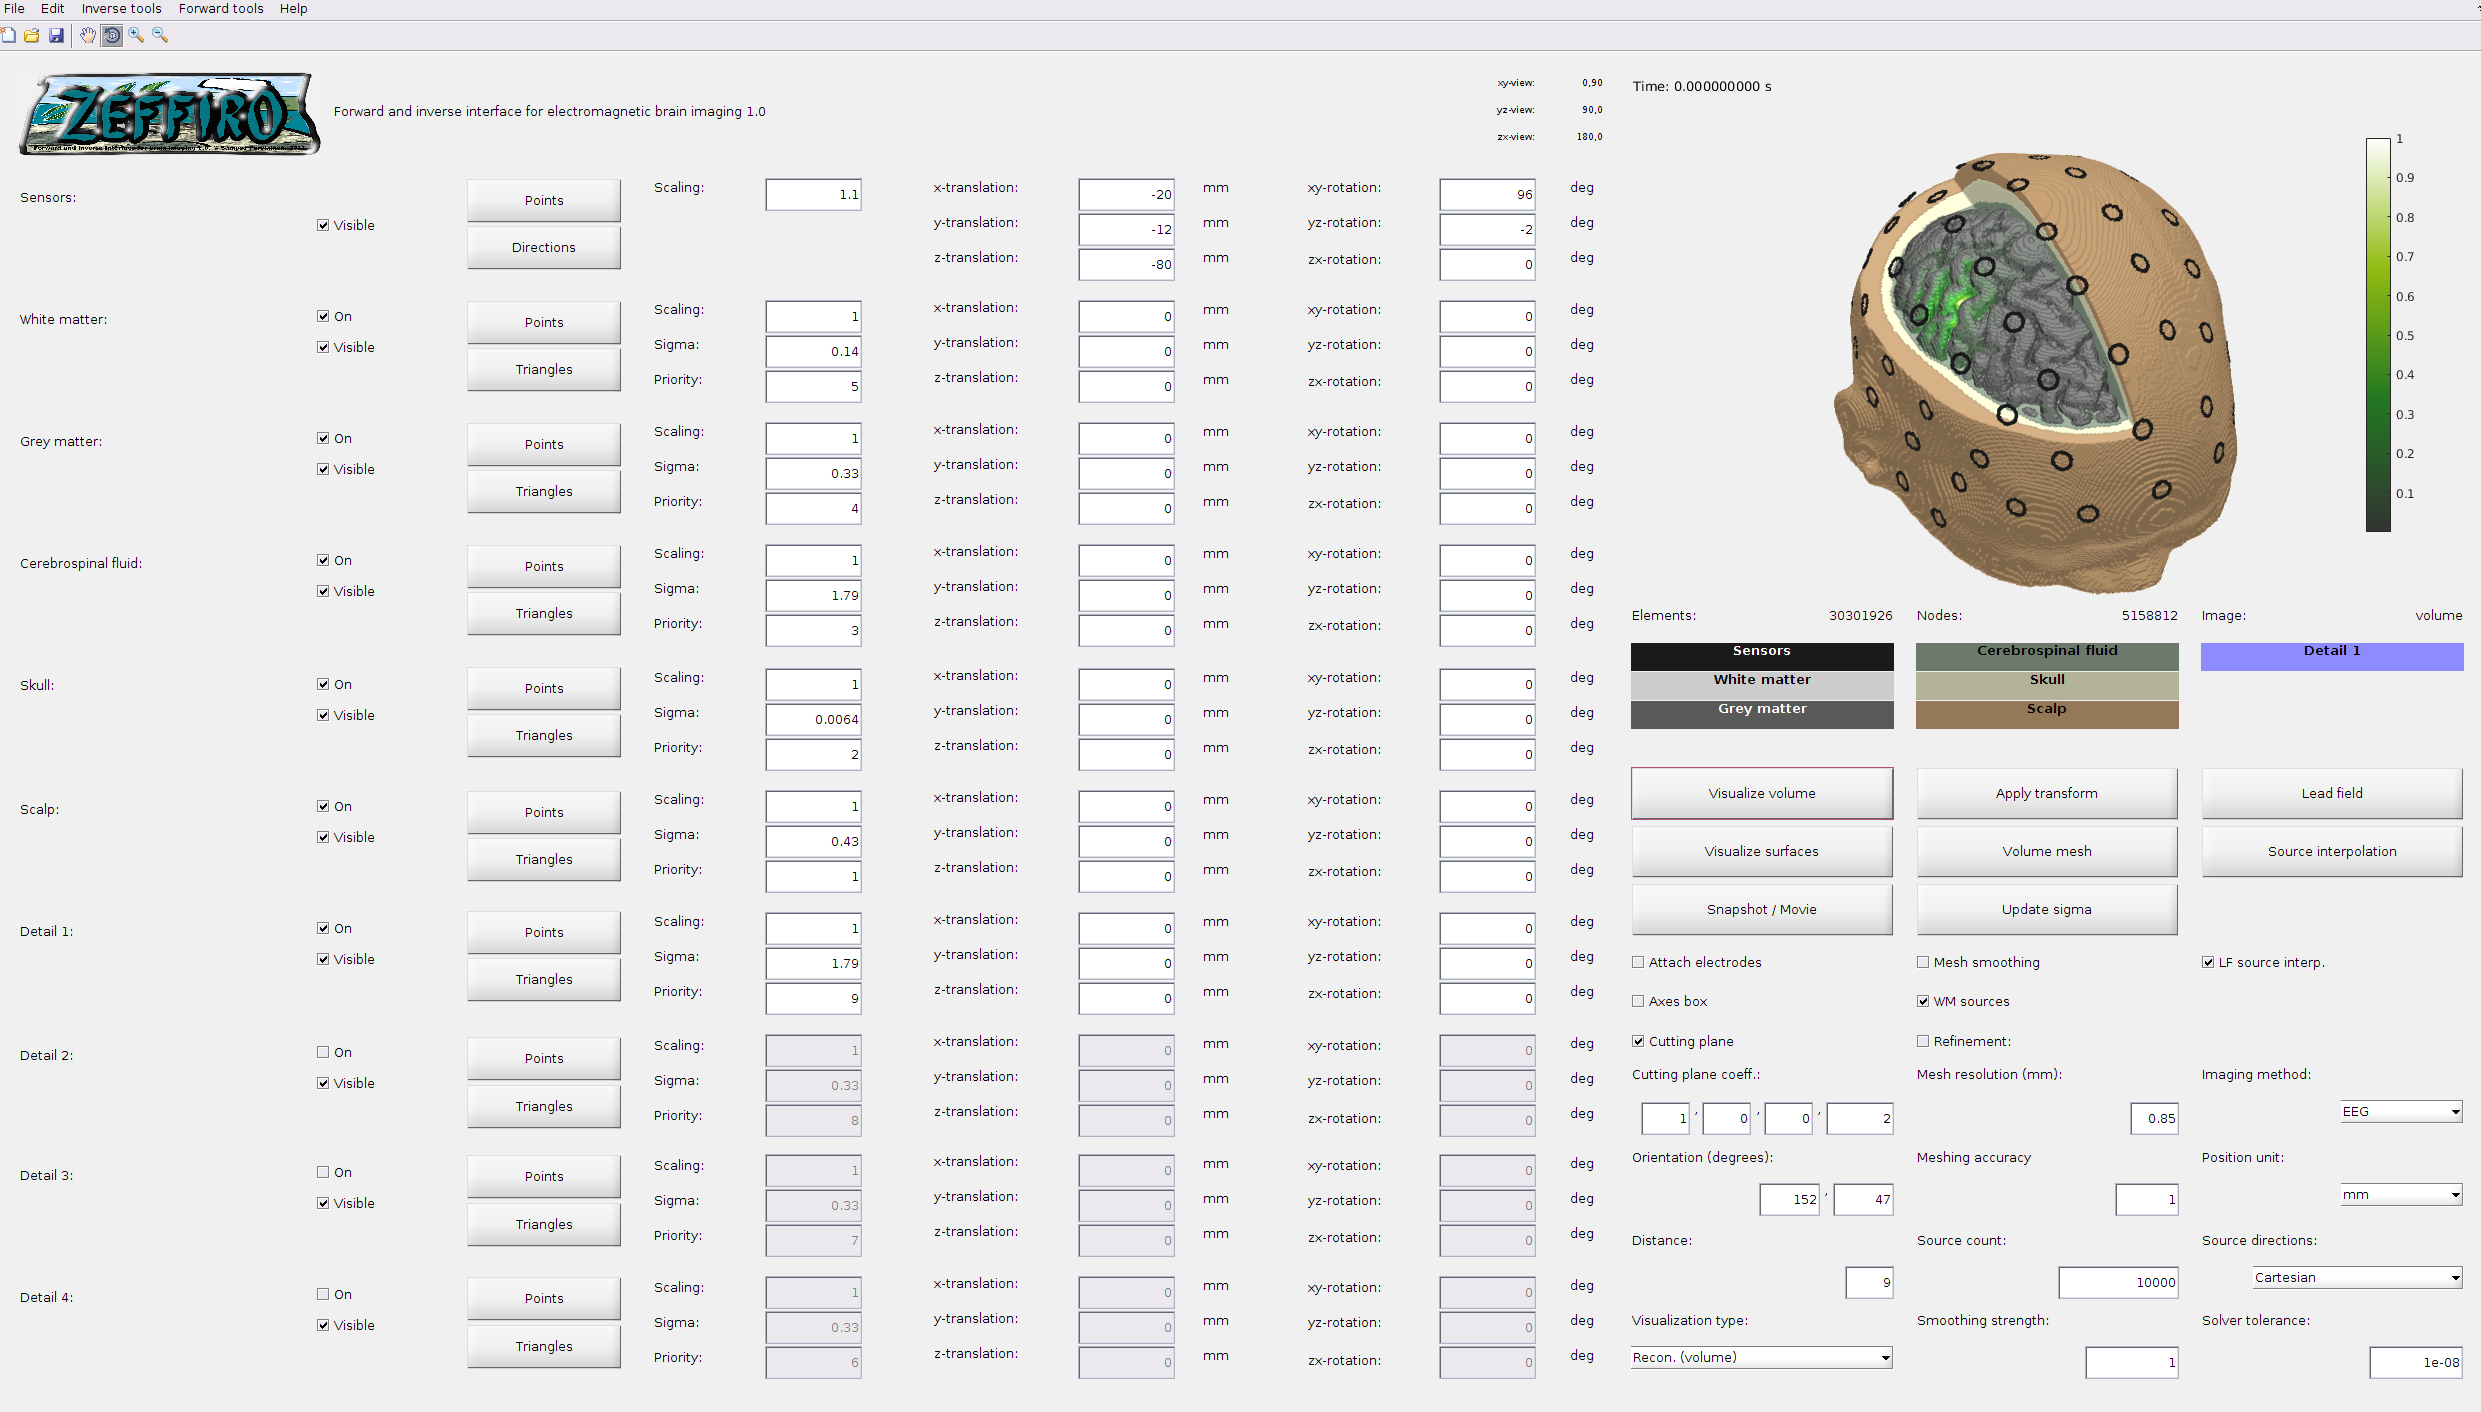 File Edit Inverse tools Forward tools Help
ZEFFIRO
Forward and inverse interface for electromagnetic brain imaging 1.0
xy-view: 0,90
yz-view: 90,0
zx-view: 180,0
Time: 0.000000000 s
Sensors:
Visible
Points
Directions
Scaling: 1.1
x-translation: -20 mm xy-rotation: 96 deg
y-translation: -12 mm yz-rotation: -2 deg
z-translation: -80 mm zx-rotation: 0 deg
White matter:
On
Visible
Points
Triangles
Scaling: 1 x-translation: 0 mm xy-rotation: 0 deg
Sigma: 0.14 y-translation: 0 mm yz-rotation: 0 deg
Priority: 5 z-translation: 0 mm zx-rotation: 0 deg
Grey matter:
On
Visible
Points
Triangles
Scaling: 1 x-translation: 0 mm xy-rotation: 0 deg
Sigma: 0.33 y-translation: 0 mm yz-rotation: 0 deg
Priority: 4 z-translation: 0 mm zx-rotation: 0 deg
Cerebrospinal fluid:
On
Visible
Points
Triangles
Scaling: 1 x-translation: 0 mm xy-rotation: 0 deg
Sigma: 1.79 y-translation: 0 mm yz-rotation: 0 deg
Priority: 3 z-translation: 0 mm zx-rotation: 0 deg
Skull:
On
Visible
Points
Triangles
Scaling: 1 x-translation: 0 mm xy-rotation: 0 deg
Sigma: 0.0064 y-translation: 0 mm yz-rotation: 0 deg
Priority: 2 z-translation: 0 mm zx-rotation: 0 deg
Scalp:
On
Visible
Points
Triangles
Scaling: 1 x-translation: 0 mm xy-rotation: 0 deg
Sigma: 0.43 y-translation: 0 mm yz-rotation: 0 deg
Priority: 1 z-translation: 0 mm zx-rotation: 0 deg
Detail 1:
On
Visible
Points
Triangles
Scaling: 1 x-translation: 0 mm xy-rotation: 0 deg
Sigma: 1.79 y-translation: 0 mm yz-rotation: 0 deg
Priority: 9 z-translation: 0 mm zx-rotation: 0 deg
Detail 2:
On
Visible
Points
Triangles
Scaling: 1 x-translation: 0 mm xy-rotation: 0 deg
Sigma: 0.33 y-translation: 0 mm yz-rotation: 0 deg
Priority: 8 z-translation: 0 mm zx-rotation: 0 deg
Detail 3:
On
Visible
Points
Triangles
Scaling: 1 x-translation: 0 mm xy-rotation: 0 deg
Sigma: 0.33 y-translation: 0 mm yz-rotation: 0 deg
Priority: 7 z-translation: 0 mm zx-rotation: 0 deg
Detail 4:
On
Visible
Points
Triangles
Scaling: 1 x-translation: 0 mm xy-rotation: 0 deg
Sigma: 0.33 y-translation: 0 mm yz-rotation: 0 deg
Priority: 6 z-translation: 0 mm zx-rotation: 0 deg
1
0.9
0.8
0.7
0.6
0.5
0.4
0.3
0.2
0.1
Elements: 30301926 Nodes: 5158812 Image: volume
Sensors Cerebrospinal fluid Detail 1
White matter Skull
Grey matter Scalp
Visualize volume Apply transform Lead field
Visualize surfaces Volume mesh Source interpolation
Snapshot / Movie Update sigma
Attach electrodes Mesh smoothing LF source interp.
Axes box WM sources
Cutting plane Refinement:
Cutting plane coeff.: Mesh resolution (mm): Imaging method:
1 , 0 , 0 , 2 0.85 EEG
Orientation (degrees): Meshing accuracy Position unit:
152 , 47 1 mm
Distance: Source count: Source directions:
9 10000 Cartesian
Visualization type: Smoothing strength: Solver tolerance:
Recon. (volume) 1 1e-08